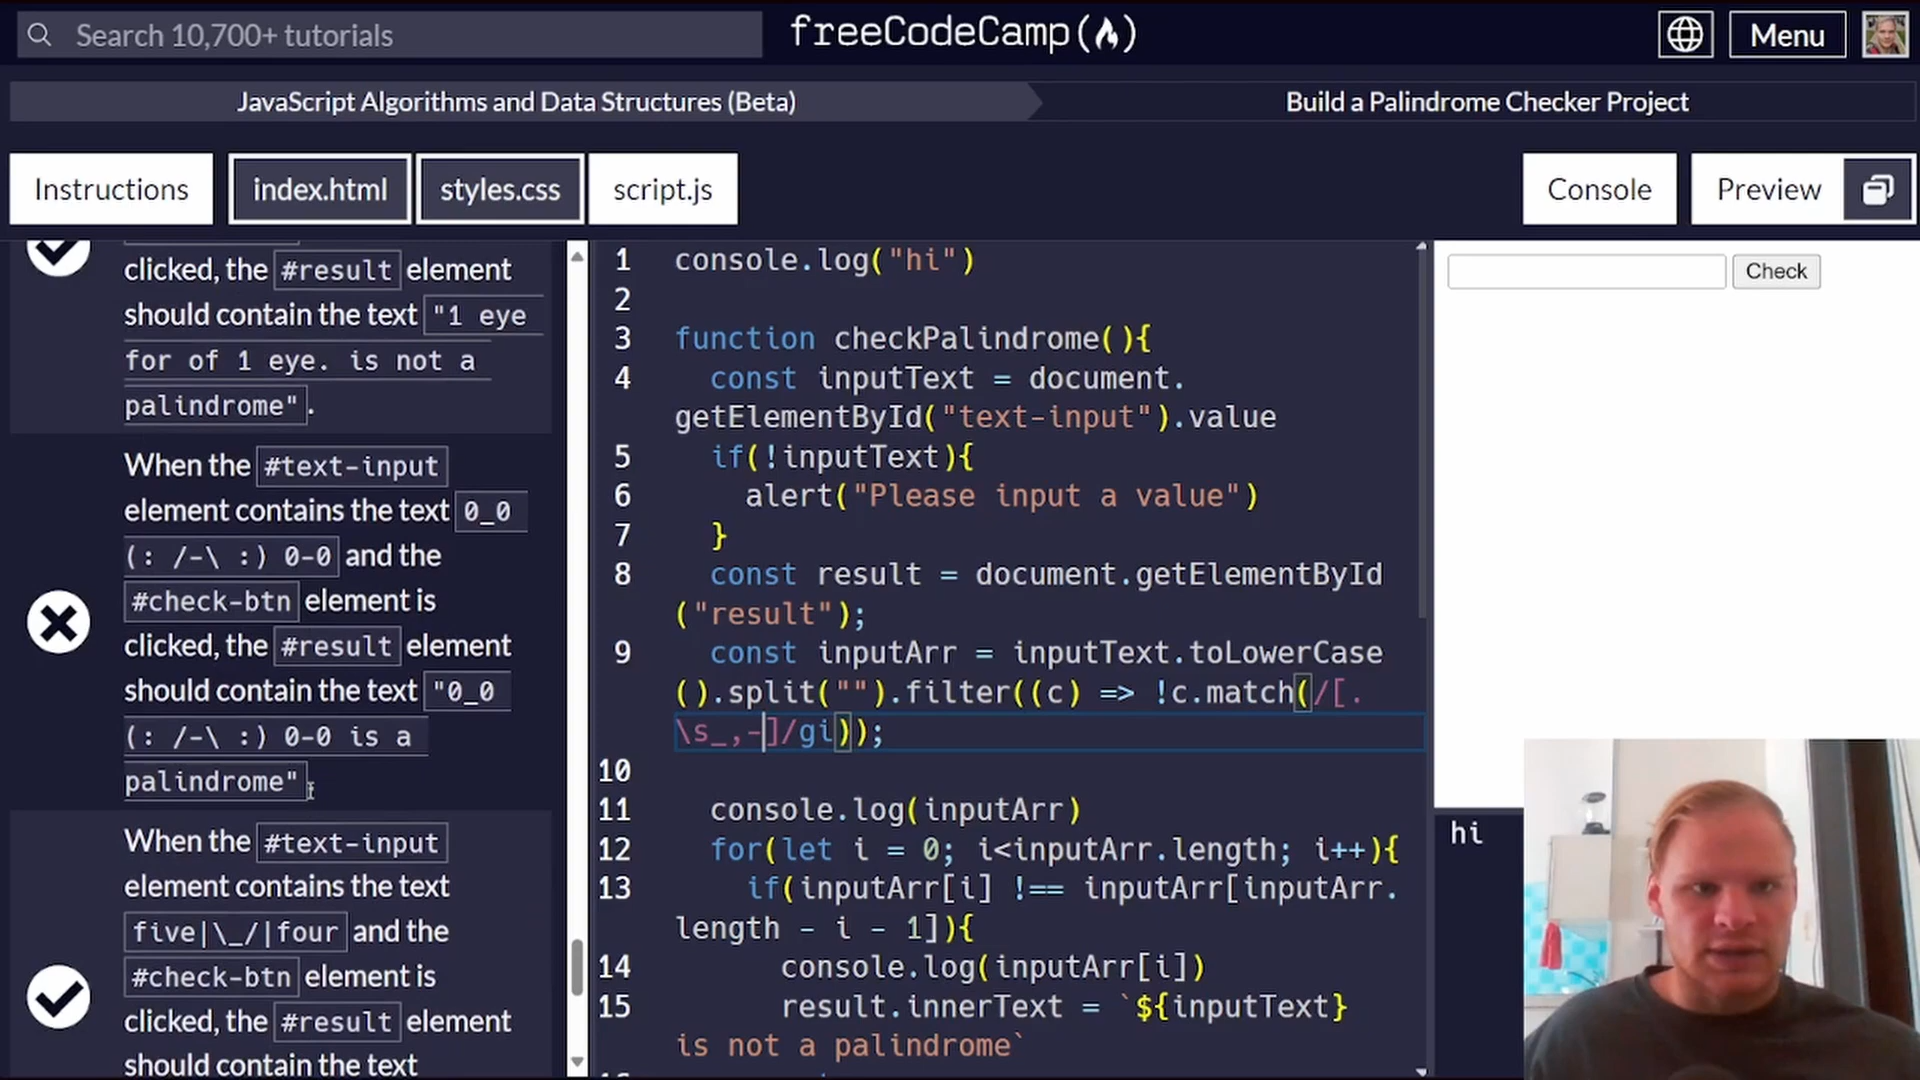 Search 10,700+ tutorials
freeCodeCamp
Menu
JavaScript Algorithms and Data Structures (Beta)
Build a Palindrome Checker Project
Instructions
index.html
styles.css
script.js
Console
Preview
clicked, the #result element
should contain the text "1 eye
for of 1 eye. is not a
palindrome".
When the #text-input
element contains the text 0_0
(: /-\ :) 0-0 and the
#check-btn element is
clicked, the #result element
should contain the text "0_0
(: /-\ :) 0-0 is a
palindrome"
When the #text-input
element contains the text
five|\_/|four and the
#check-btn element is
clicked, the #result element
should contain the text
1 console.log("hi")
2
3 function checkPalindrome(){
4 const inputText = document.
getElementById("text-input").value
5 if(!inputText){
6 alert("Please input a value")
7 }
8 const result = document.getElementById
("result");
9 const inputArr = inputText.toLowerCase
().split("").filter((c) => !c.match(/[.
\s_,-]/gi));
10
11 console.log(inputArr)
12 for(let i = 0; i<inputArr.length; i++){
13 if(inputArr[i] !== inputArr[inputArr.
length - i - 1]){
14 console.log(inputArr[i])
15 result.innerText = `${inputText}
is not a palindrome`
Check
hi